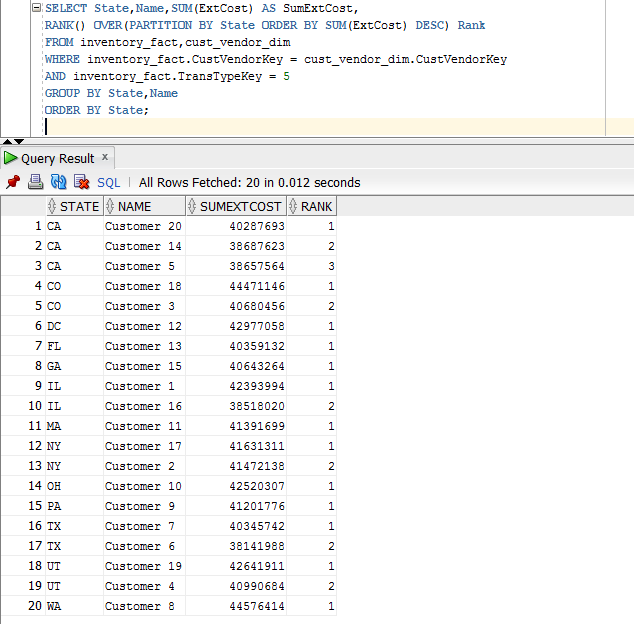 SELECT State,Name,SUM(ExtCost) AS SumExtCost,
RANK() OVER(PARTITION BY State ORDER BY SUM(ExtCost) DESC) Rank
FROM inventory_fact,cust_vendor_dim
WHERE inventory_fact.CustVendorKey = cust_vendor_dim.CustVendorKey
AND inventory_fact.TransTypeKey = 5
GROUP BY State,Name
ORDER BY State;
Query Result x
SQL | All Rows Fetched: 20 in 0.012 seconds
STATE NAME SUMEXTCOST RANK
1 CA Customer 20 40287693 1
2 CA Customer 14 38687623 2
3 CA Customer 5 38657564 3
4 CO Customer 18 44471146 1
5 CO Customer 3 40680456 2
6 DC Customer 12 42977058 1
7 FL Customer 13 40359132 1
8 GA Customer 15 40643264 1
9 IL Customer 1 42393994 1
10 IL Customer 16 38518020 2
11 MA Customer 11 41391699 1
12 NY Customer 17 41631311 1
13 NY Customer 2 41472138 2
14 OH Customer 10 42520307 1
15 PA Customer 9 41201776 1
16 TX Customer 7 40345742 1
17 TX Customer 6 38141988 2
18 UT Customer 19 42641911 1
19 UT Customer 4 40990684 2
20 WA Customer 8 44576414 1